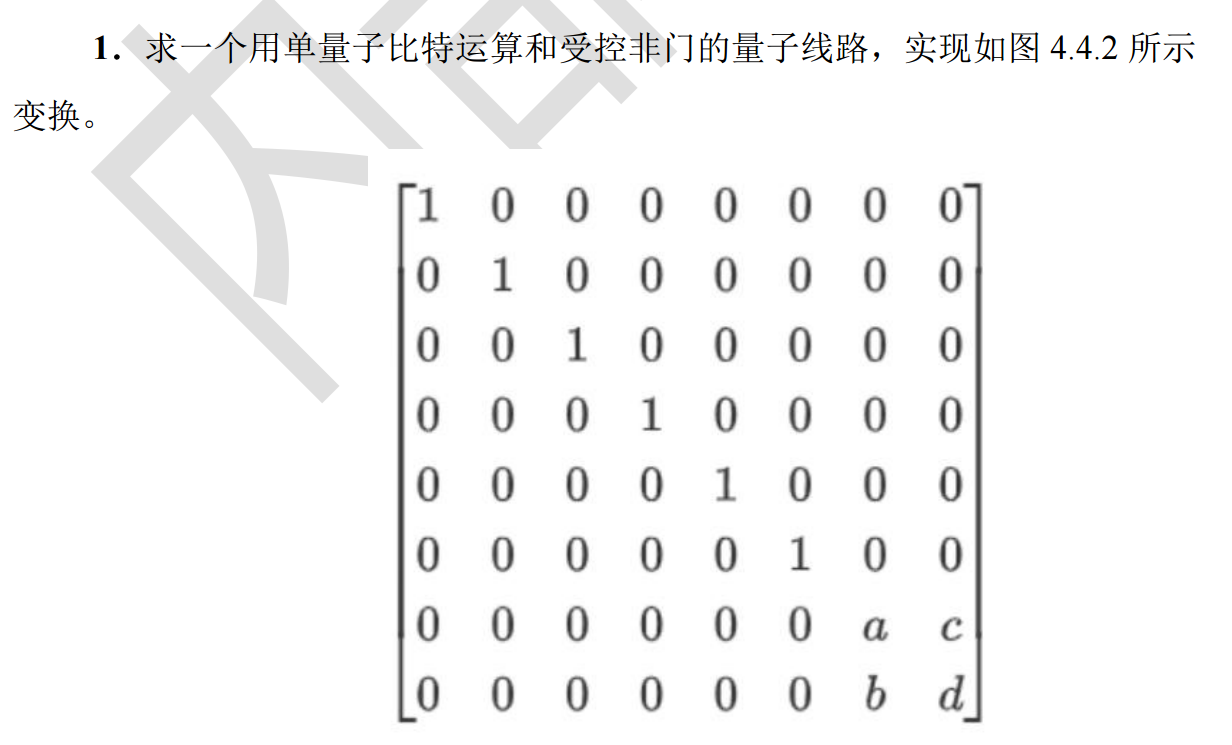 1. 求一个用单量子比特运算和受控非门的量子线路，实现如图 4.4.2 所示
变换。
1 0 0 0 0 0 0 0
0 1 0 0 0 0 0 0
0 0 1 0 0 0 0 0
0 0 0 1 0 0 0 0
0 0 0 0 1 0 0 0
0 0 0 0 0 1 0 0
0 0 0 0 0 0 a c
0 0 0 0 0 0 b d